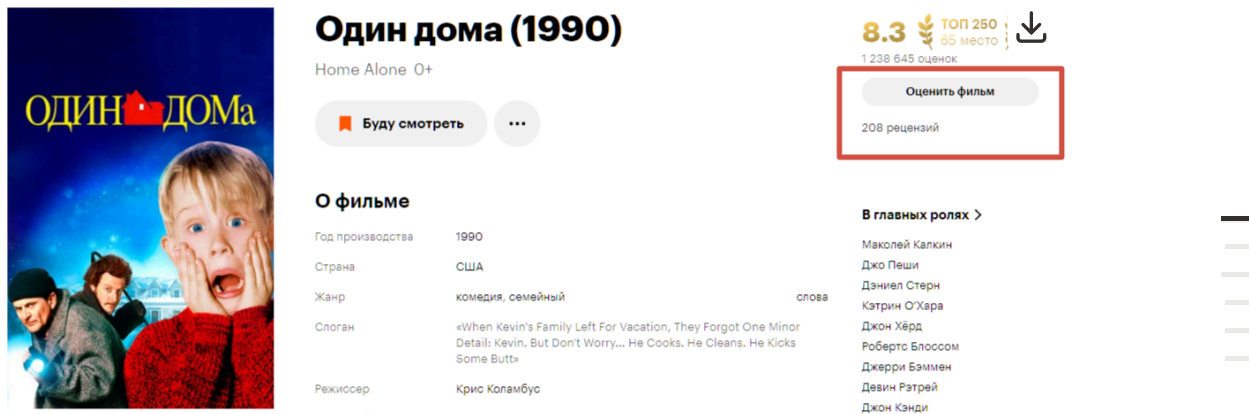 ОДИН ДОМа
Один дома (1990)
Home Alone 0+
Буду смотреть
...
О фильме
Год производства 1990
Страна США
Жанр комедия, семейный слова
Слоган «When Kevin's Family Left For Vacation, They Forgot One Minor
Detail: Kevin. But Don't Worry... He Cooks. He Cleans. He Kicks
Some Butt»
Режиссер Крис Коламбус
8.3 ТОП 250
65 место
1 238 645 оценок
Оценить фильм
208 рецензий
В главных ролях >
Маколей Калкин
Джо Пеши
Дэниел Стерн
Кэтрин О'Хара
Джон Хёрд
Робертс Блоссом
Джерри Бэммен
Девин Рэтрей
Джон Кэнди